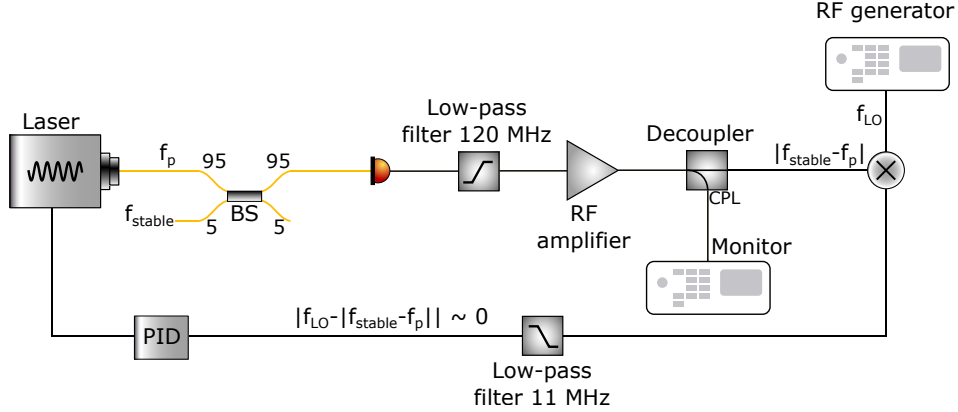 RF generator
Laser
Low-pass
filter 120 MHz
Decoupler
f_LO
f_p
95
95
|f_stable-f_p|
f_stable
5
BS
5
CPL
RF
amplifier
Monitor
|f_LO-|f_stable-f_p|| ~ 0
PID
Low-pass
filter 11 MHz